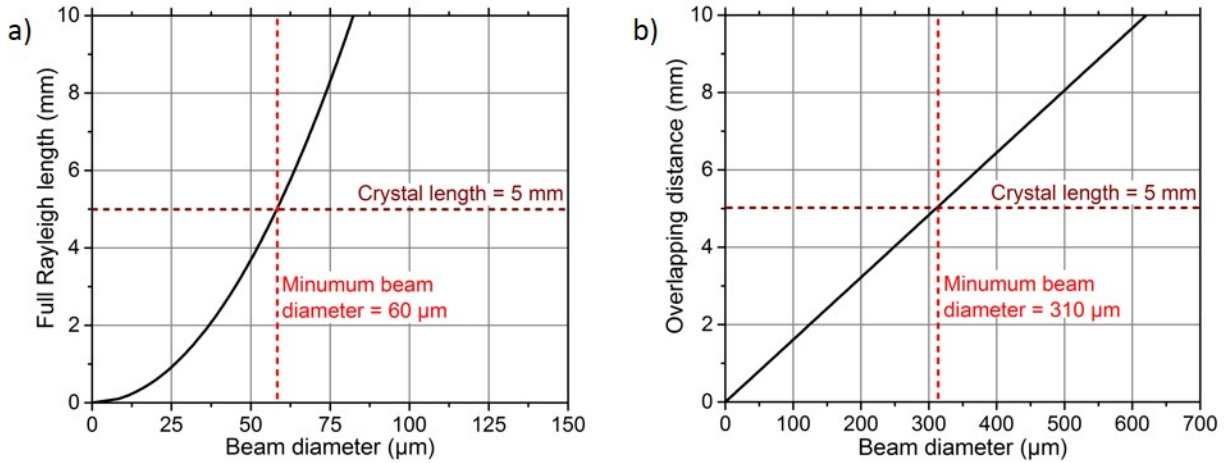 a)
Full Rayleigh length (mm)
10
8
6
4
2
0
Crystal length = 5 mm
Minumum beam
diameter = 60 μm
0 25 50 75 100 125 150
Beam diameter (μm)
b)
Overlapping distance (mm)
10
8
6
4
2
0
Crystal length = 5 mm
Minumum beam
diameter = 310 μm
0 100 200 300 400 500 600 700
Beam diameter (μm)